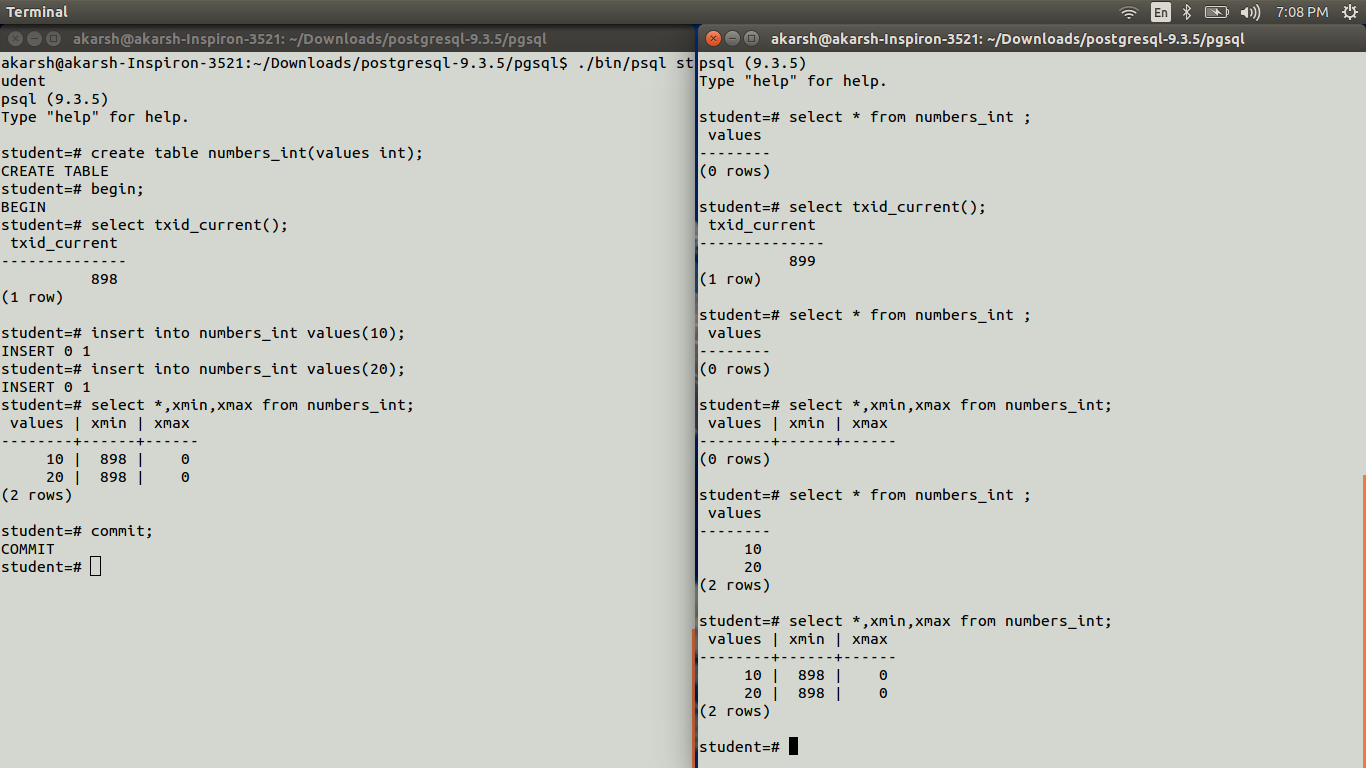 Terminal
En
7:08 PM
akarsh@akarsh-Inspiron-3521: ~/Downloads/postgresql-9.3.5/pgsql
akarsh@akarsh-Inspiron-3521:~/Downloads/postgresql-9.3.5/pgsql$ ./bin/psql st
udent
psql (9.3.5)
Type "help" for help.

student=# create table numbers_int(values int);
CREATE TABLE
student=# begin;
BEGIN
student=# select txid_current();
 txid_current
--------------
          898
(1 row)

student=# insert into numbers_int values(10);
INSERT 0 1
student=# insert into numbers_int values(20);
INSERT 0 1
student=# select *,xmin,xmax from numbers_int;
 values | xmin | xmax
--------+------+------
     10 |  898 |    0
     20 |  898 |    0
(2 rows)

student=# commit;
COMMIT
student=#
akarsh@akarsh-Inspiron-3521: ~/Downloads/postgresql-9.3.5/pgsql
psql (9.3.5)
Type "help" for help.

student=# select * from numbers_int ;
 values
--------
(0 rows)

student=# select txid_current();
 txid_current
--------------
          899
(1 row)

student=# select * from numbers_int ;
 values
--------
(0 rows)

student=# select *,xmin,xmax from numbers_int;
 values | xmin | xmax
--------+------+------
(0 rows)

student=# select * from numbers_int ;
 values
--------
     10
     20
(2 rows)

student=# select *,xmin,xmax from numbers_int;
 values | xmin | xmax
--------+------+------
     10 |  898 |    0
     20 |  898 |    0
(2 rows)

student=#